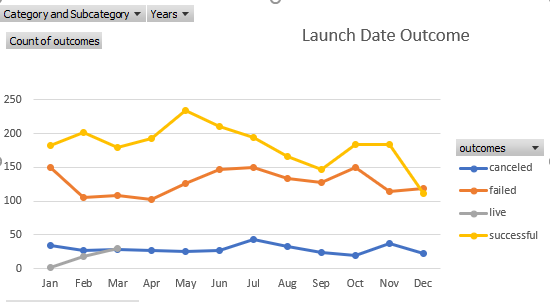 Category and Subcategory Years
Count of outcomes
Launch Date Outcome
250
200
150
100
50
0
Jan Feb Mar Apr May Jun Jul Aug Sep Oct Nov Dec
outcomes
canceled
failed
live
successful